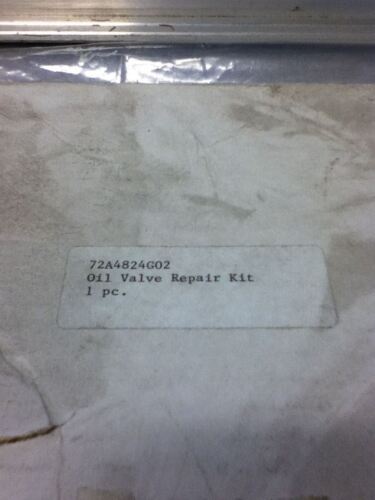 72A4824G02
Oil Valve Repair Kit
1 pc.